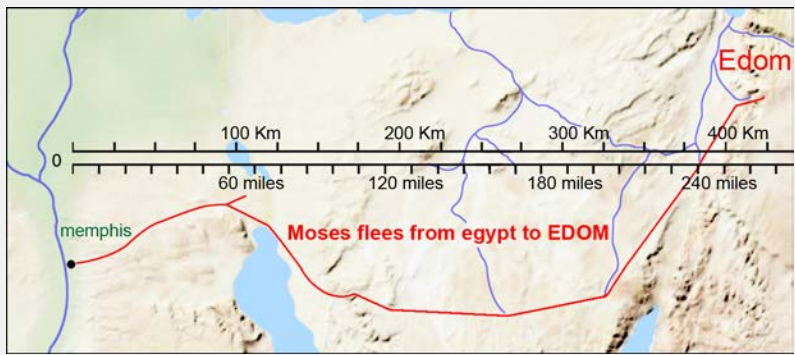 Edom
100 Km 200 Km 300 Km 400 Km
0
60 miles 120 miles 180 miles 240 miles
memphis
Moses flees from egypt to EDOM